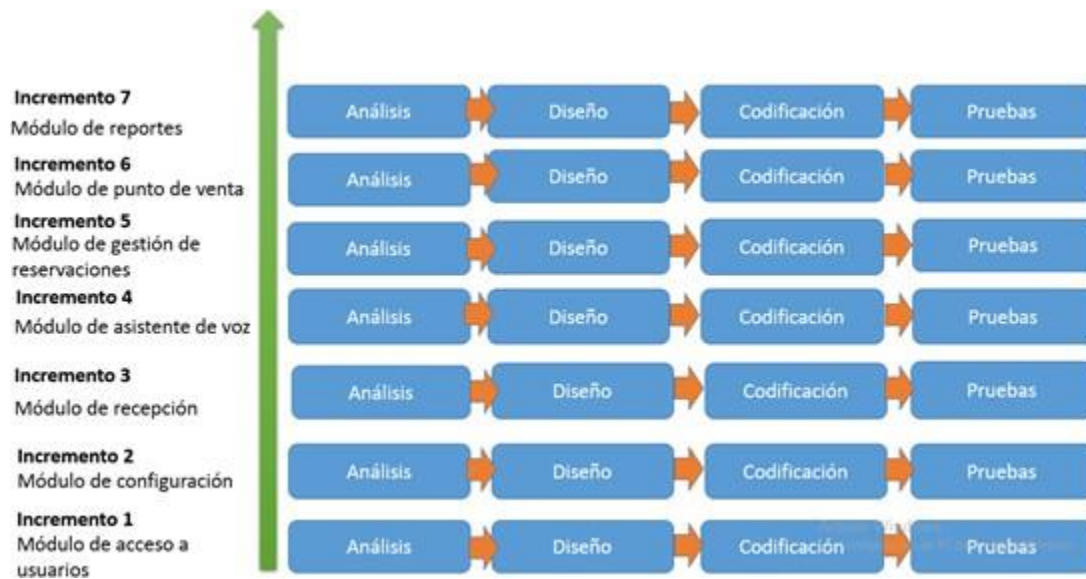 Incremento 7
Módulo de reportes
Análisis Diseño Codificación Pruebas
Incremento 6
Módulo de punto de venta
Análisis Diseño Codificación Pruebas
Incremento 5
Módulo de gestión de
reservaciones
Análisis Diseño Codificación Pruebas
Incremento 4
Módulo de asistente de voz
Análisis Diseño Codificación Pruebas
Incremento 3
Módulo de recepción
Análisis Diseño Codificación Pruebas
Incremento 2
Módulo de configuración
Análisis Diseño Codificación Pruebas
Incremento 1
Módulo de acceso a
usuarios
Análisis Diseño Codificación Pruebas